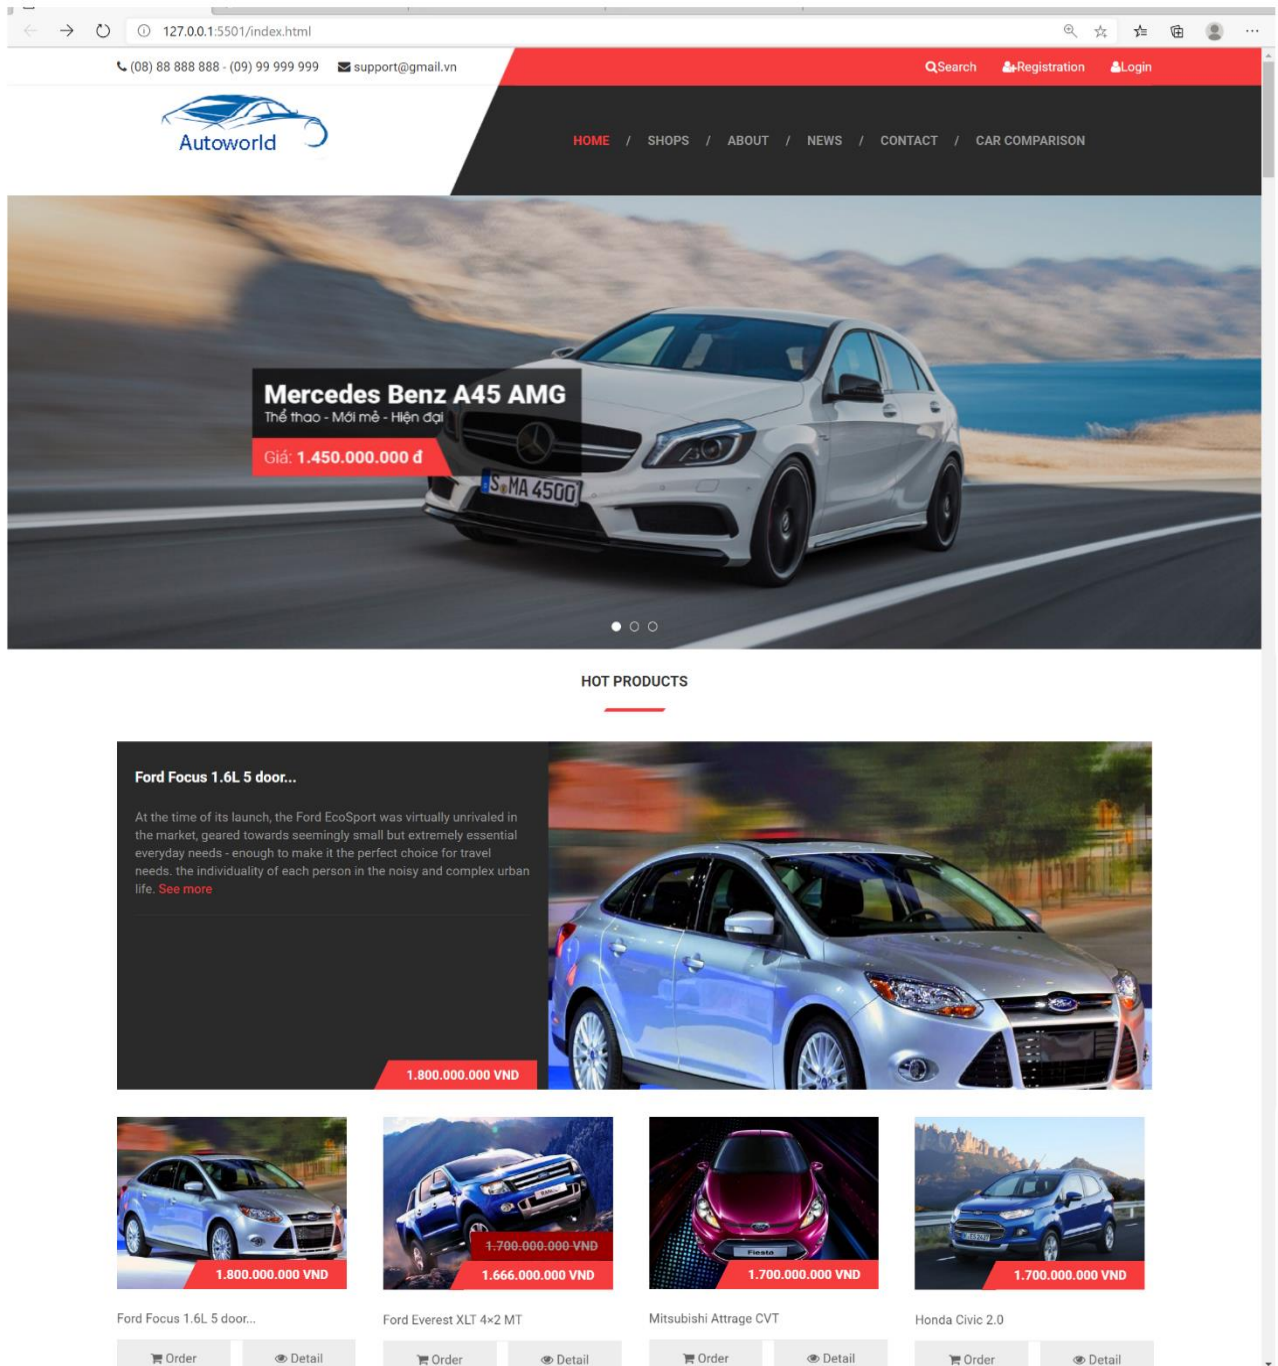 127.0.0.1:5501/index.html
(08) 88 888 888 - (09) 99 999 999 support@gmail.vn
Search Registration Login
Autoworld
HOME / SHOPS / ABOUT / NEWS / CONTACT / CAR COMPARISON
Mercedes Benz A45 AMG
Thể thao - Mới mẻ - Hiện đại
Giá: 1.450.000.000 đ
S MA 4500
HOT PRODUCTS
Ford Focus 1.6L 5 door...
At the time of its launch, the Ford EcoSport was virtually unrivaled in
the market, geared towards seemingly small but extremely essential
everyday needs - enough to make it the perfect choice for travel
needs. the individuality of each person in the noisy and complex urban
life. See more
1.800.000.000 VND
1.800.000.000 VND
Ford Focus 1.6L 5 door...
Order Detail
1.700.000.000 VND
1.666.000.000 VND
Ford Everest XLT 4×2 MT
Order Detail
Fiesta
1.700.000.000 VND
Mitsubishi Attrage CVT
Order Detail
1.700.000.000 VND
Honda Civic 2.0
Order Detail